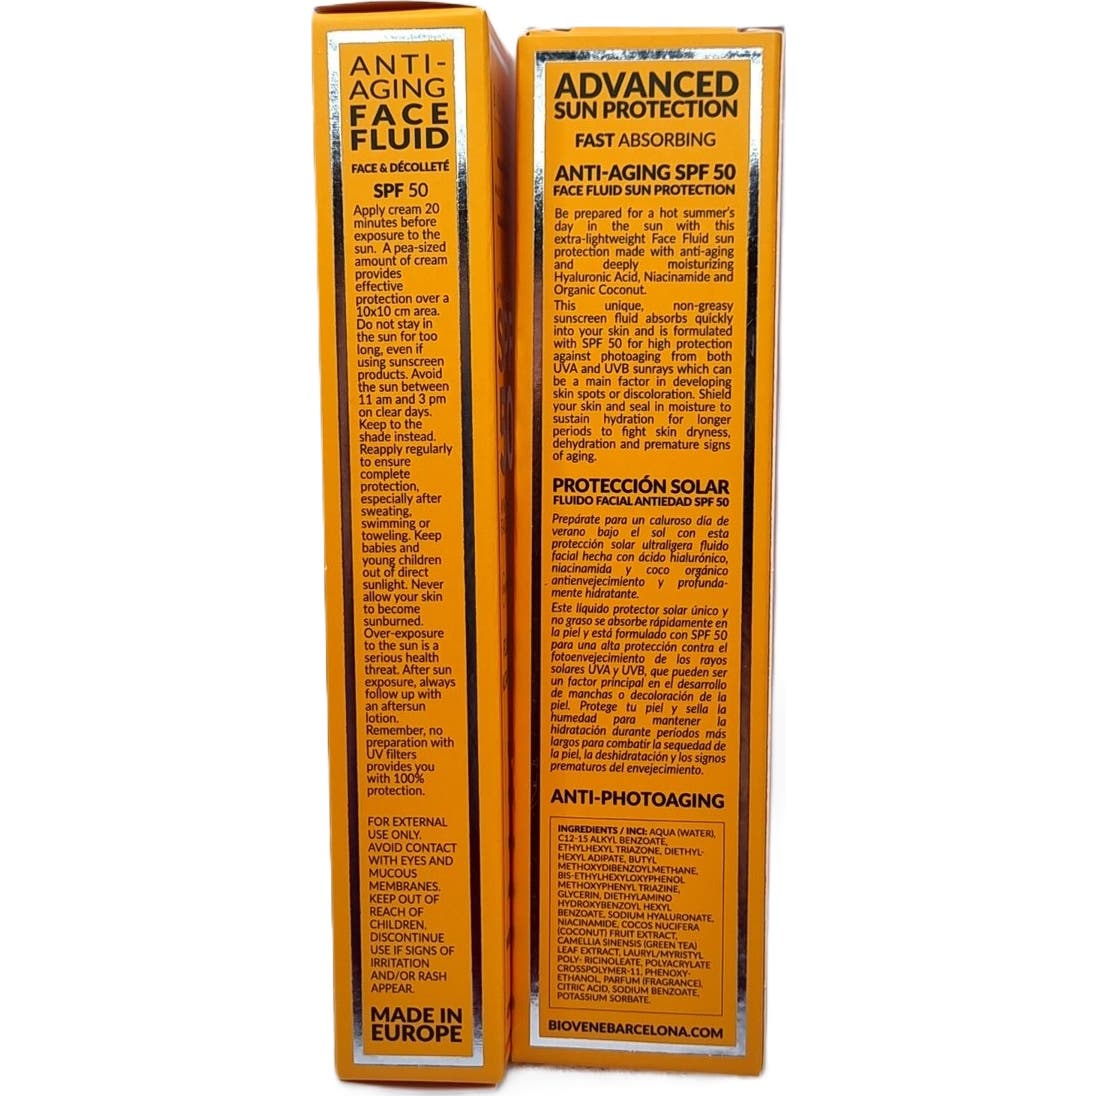 ANTI-
AGING
FACE
FLUID
FACE & DÉCOLLETÉ
SPF 50
Apply cream 20
minutes before
exposure to the
sun. A pea-sized
amount of cream
provides
effective
protection over a
10x10 cm area.
Do not stay in
the sun for too
long, even if
using sunscreen
products. Avoid
the sun between
11 am and 3 pm
on clear days.
Keep to the
shade instead.
Reapply regularly
to ensure
complete
protection,
especially after
sweating,
swimming or
toweling. Keep
babies and
young children
out of direct
sunlight. Never
allow your skin
to become
sunburned.
Over-exposure
to the sun is a
serious health
threat. After sun
exposure, always
follow up with
an aftersun
lotion.
Remember, no
preparation with
UV filters
provides you
with 100%
protection.
FOR EXTERNAL
USE ONLY.
AVOID CONTACT
WITH EYES AND
MUCOUS
MEMBRANES.
KEEP OUT OF
REACH OF
CHILDREN.
DISCONTINUE
USE IF SIGNS OF
IRRITATION
AND/OR RASH
APPEAR.
MADE IN
EUROPE
ADVANCED
SUN PROTECTION
FAST ABSORBING
ANTI-AGING SPF 50
FACE FLUID SUN PROTECTION
Be prepared for a hot summer's
day in the sun with this
extra-lightweight Face Fluid sun
protection made with anti-aging
and deeply moisturizing
Hyaluronic Acid, Niacinamide and
Organic Coconut.
This unique, non-greasy
sunscreen fluid absorbs quickly
into your skin and is formulated
with SPF 50 for high protection
against photoaging from both
UVA and UVB sunrays which can
be a main factor in developing
skin spots or discoloration. Shield
your skin and seal in moisture to
sustain hydration for longer
periods to fight skin dryness,
dehydration and premature signs
of aging.
PROTECCIÓN SOLAR
FLUIDO FACIAL ANTIEDAD SPF 50
Prepárate para un caluroso día de
verano bajo el sol con esta
protección solar ultraligera fluido
facial hecha con ácido hialurónico,
niacinamida y coco orgánico
antienvejecimiento y profunda-
mente hidratante.
Este líquido protector solar único y
no graso se absorbe rápidamente en
la piel y está formulado con SPF 50
para una alta protección contra el
fotoenvejecimiento de los rayos
solares UVA y UVB, que pueden ser
un factor principal en el desarrollo
de manchas o decoloración de la
piel. Protege tu piel y sella la
humedad para mantener la
hidratación durante periodos más
largos para combatir la sequedad de
la piel, la deshidratación y los signos
prematuros del envejecimiento.
ANTI-PHOTOAGING
INGREDIENTS / INCI: AQUA (WATER),
C12-15 ALKYL BENZOATE,
ETHYLHEXYL TRIAZONE, DIETHYL-
HEXYL ADIPATE, BUTYL
METHOXYDIBENZOYLMETHANE,
BIS-ETHYLHEXYLOXYPHENOL
METHOXYPHENYL TRIAZINE,
GLYCERIN, DIETHYLAMINO
HYDROXYBENZOYL HEXYL
BENZOATE, SODIUM HYALURONATE,
NIACINAMIDE, COCOS NUCIFERA
(COCONUT) FRUIT EXTRACT,
CAMELLIA SINENSIS (GREEN TEA)
LEAF EXTRACT, LAURYL/MYRISTYL
POLY- RICINOLEATE, POLYACRYLATE
CROSSPOLYMER-11, PHENOXY-
ETHANOL, PARFUM (FRAGRANCE),
CITRIC ACID, SODIUM BENZOATE,
POTASSIUM SORBATE.
BIOVENEBARCELONA.COM